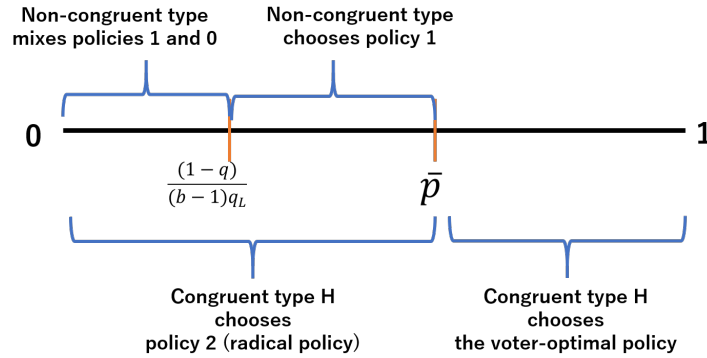 Non-congruent type
mixes policies 1 and 0
Non-congruent type
chooses policy 1
0
1
(1 − q)
(b − 1)q_L
p̄
Congruent type H
chooses
policy 2 (radical policy)
Congruent type H
chooses
the voter-optimal policy